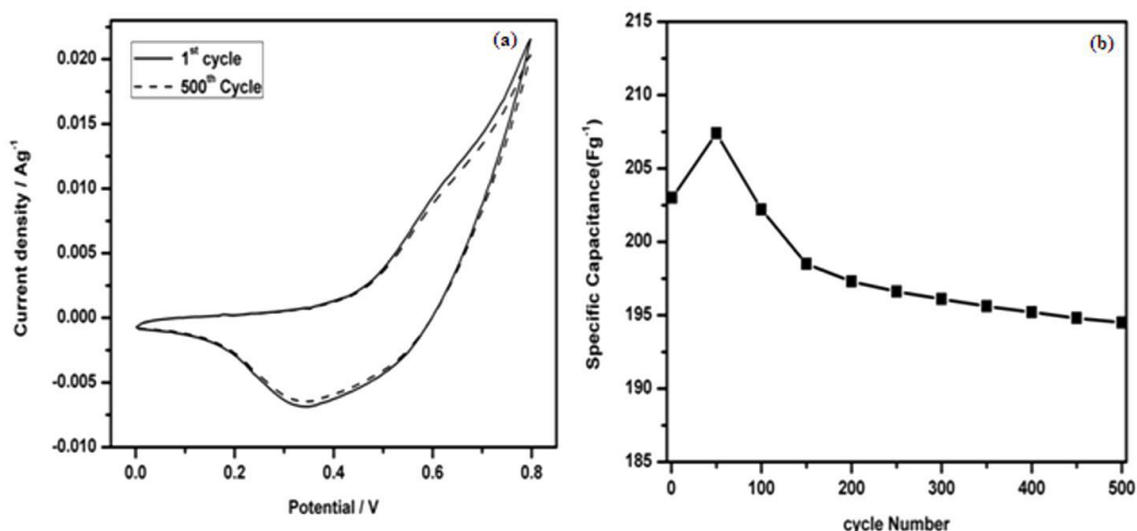 (a)
1st cycle
500th Cycle
Current density / Ag-1
0.020
0.015
0.010
0.005
0.000
-0.005
-0.010
0.0 0.2 0.4 0.6 0.8
Potential / V
(b)
Specific Capacitance(Fg-1)
215
210
205
200
195
190
185
0 100 200 300 400 500
cycle Number